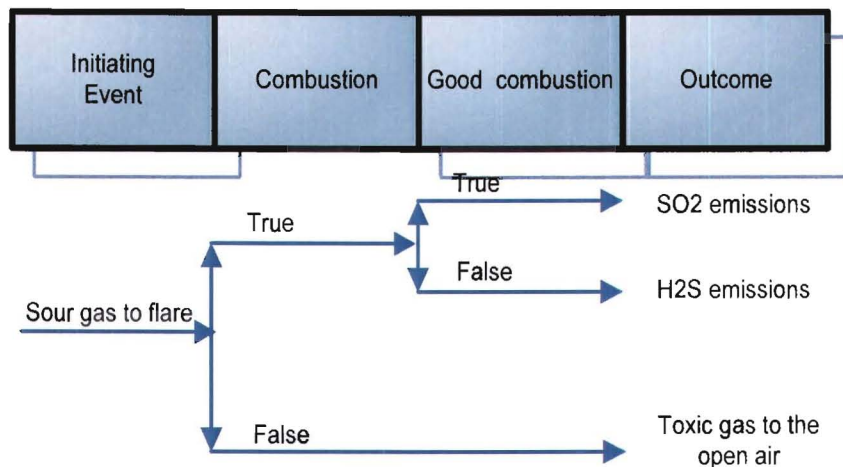 Initiating
Event
Combustion
Good combustion
Outcome
True
SO2 emissions
True
False
H2S emissions
Sour gas to flare
False
Toxic gas to the
open air